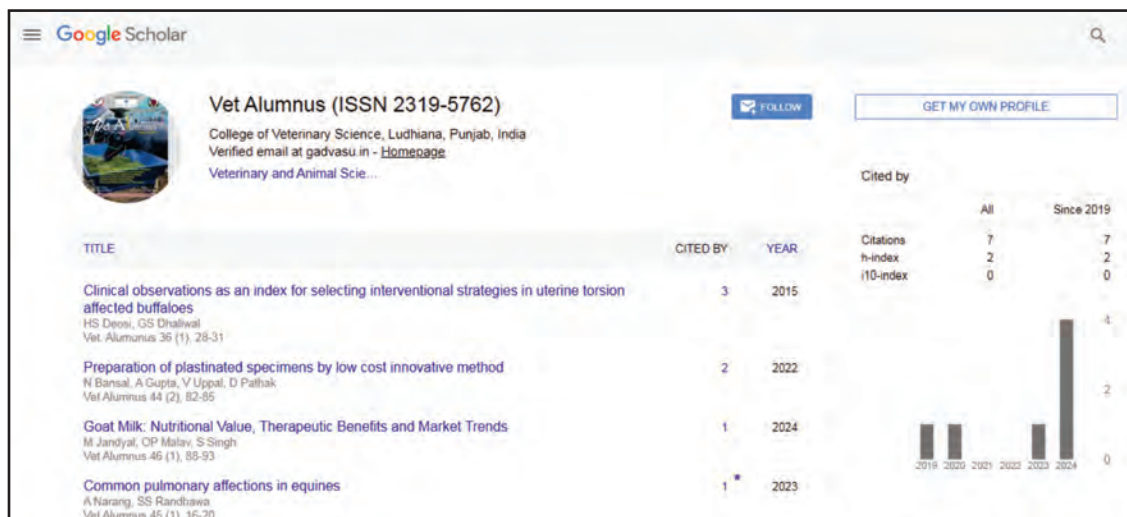 Google Scholar
Vet Alumnus (ISSN 2319-5762)
FOLLOW
GET MY OWN PROFILE
College of Veterinary Science, Ludhiana, Punjab, India
Verified email at gadvasu.in - Homepage
Veterinary and Animal Scie...
Cited by
All Since 2019
Citations 7 7
h-index 2 2
i10-index 0 0
4
2
0
2019 2020 2021 2022 2023 2024
TITLE CITED BY YEAR
Clinical observations as an index for selecting interventional strategies in uterine torsion 3 2015
affected buffaloes
HS Deosi, GS Dhaliwal
Vet. Alumunus 36 (1), 28-31
Preparation of plastinated specimens by low cost innovative method 2 2022
N Bansal, A Gupta, V Uppal, D Pathak
Vet Alumnus 44 (2), 82-85
Goat Milk: Nutritional Value, Therapeutic Benefits and Market Trends 1 2024
M Jandyal, OP Malav, S Singh
Vet Alumnus 46 (1), 88-93
Common pulmonary affections in equines 1 * 2023
A Narang, SS Randhawa
Vet Alumnus 45 (1), 16-20